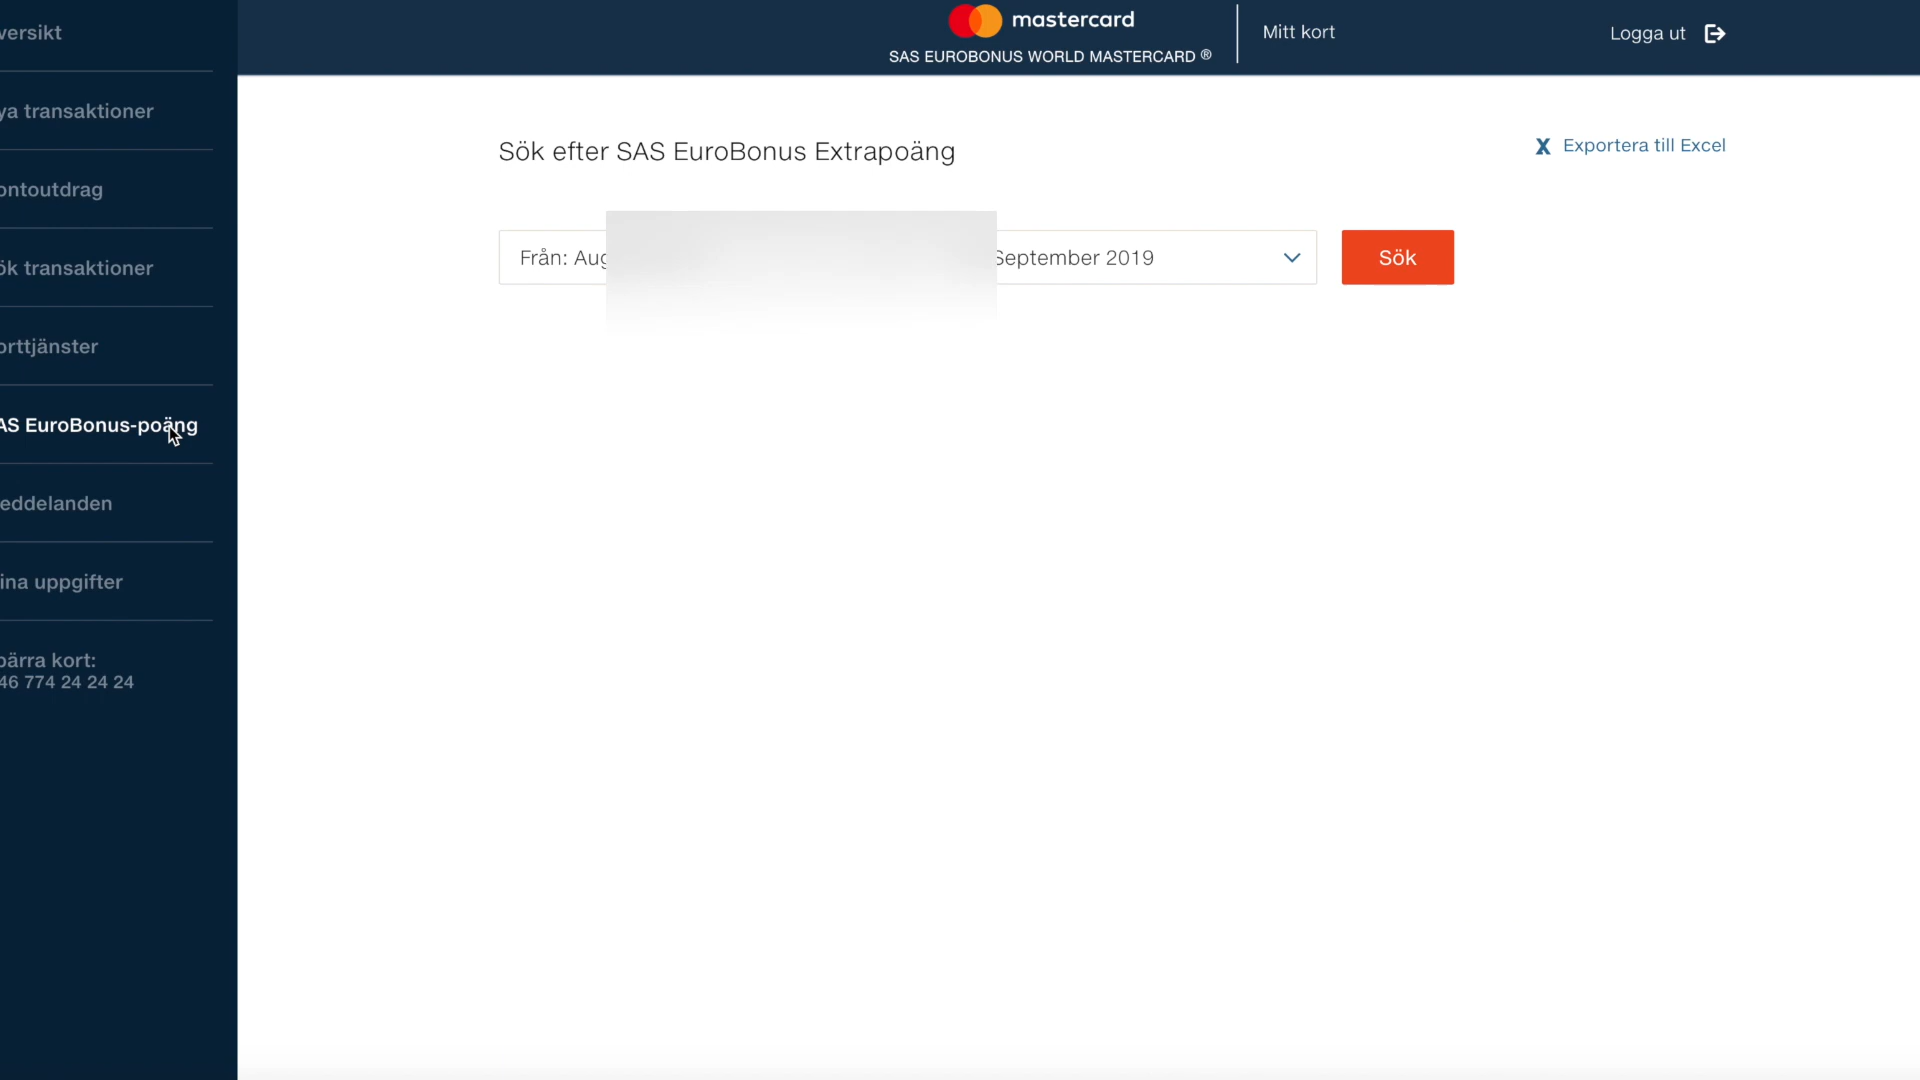 versikt
ya transaktioner
ontoutdrag
ök transaktioner
orttjänster
AS EuroBonus-poäng
eddelanden
ina uppgifter
pärra kort:
46 774 24 24 24
mastercard
SAS EUROBONUS WORLD MASTERCARD ®
Mitt kort
Logga ut
Sök efter SAS EuroBonus Extrapoäng
Exportera till Excel
Från: Aug
September 2019
Sök